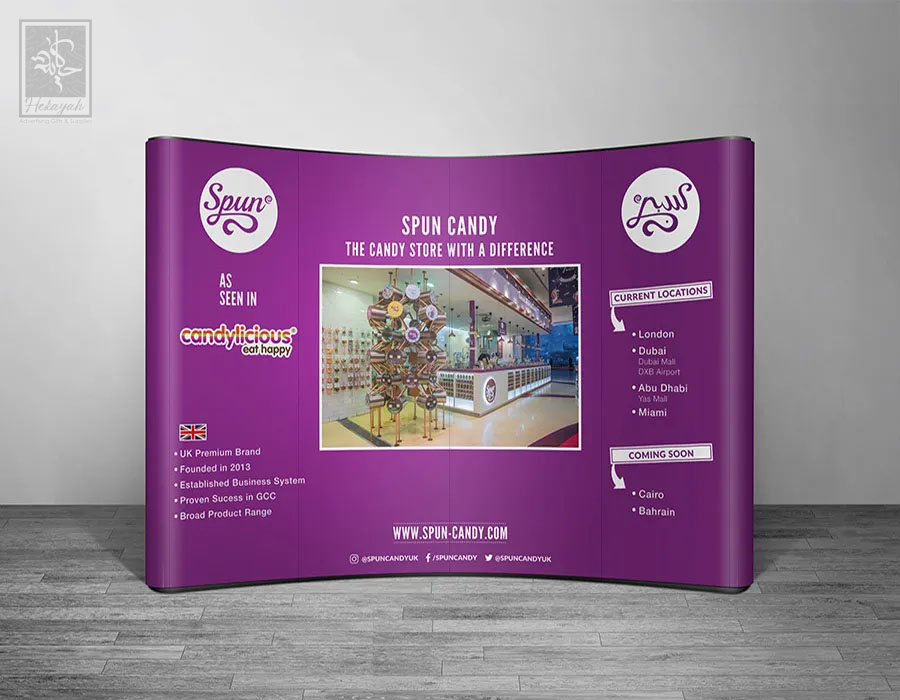 حكاية
Hekayah
Advertising Gifts & Supplies
Spun
AS
SEEN IN
candylicious®
eat happy
• UK Premium Brand
• Founded in 2013
• Established Business System
• Proven Sucess in GCC
• Broad Product Range
SPUN CANDY
THE CANDY STORE WITH A DIFFERENCE
WWW.SPUN-CANDY.COM
@SPUNCANDYUK /SPUNCANDY @SPUNCANDYUK
CURRENT LOCATIONS
• London
• Dubai
Dubai Mall
DXB Airport
• Abu Dhabi
Yas Mall
• Miami
COMING SOON
• Cairo
• Bahrain